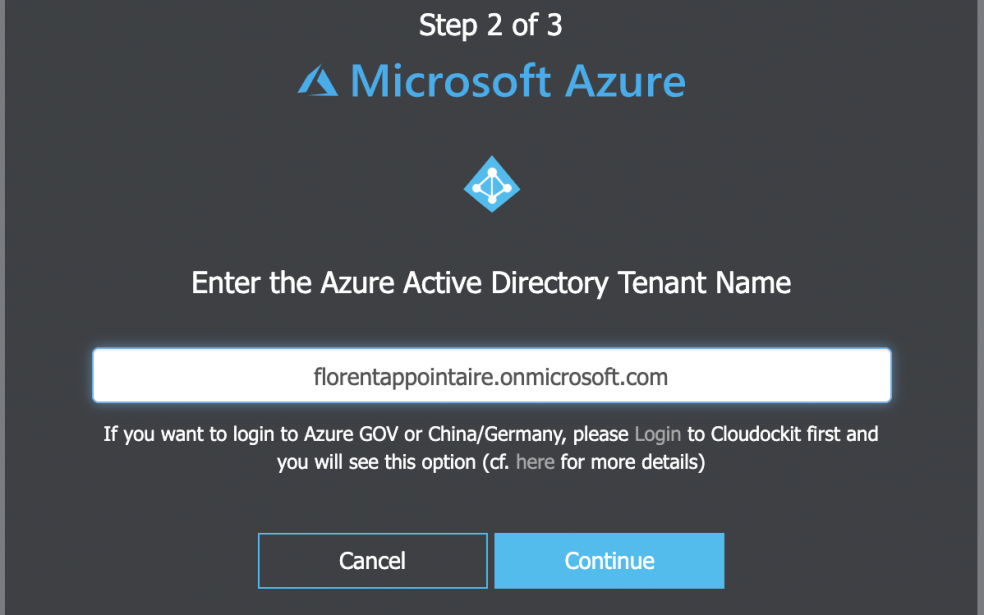 Step 2 of 3
Microsoft Azure
Enter the Azure Active Directory Tenant Name
florentappointaire.onmicrosoft.com
If you want to login to Azure GOV or China/Germany, please Login to Cloudockit first and
you will see this option (cf. here for more details)
Cancel Continue